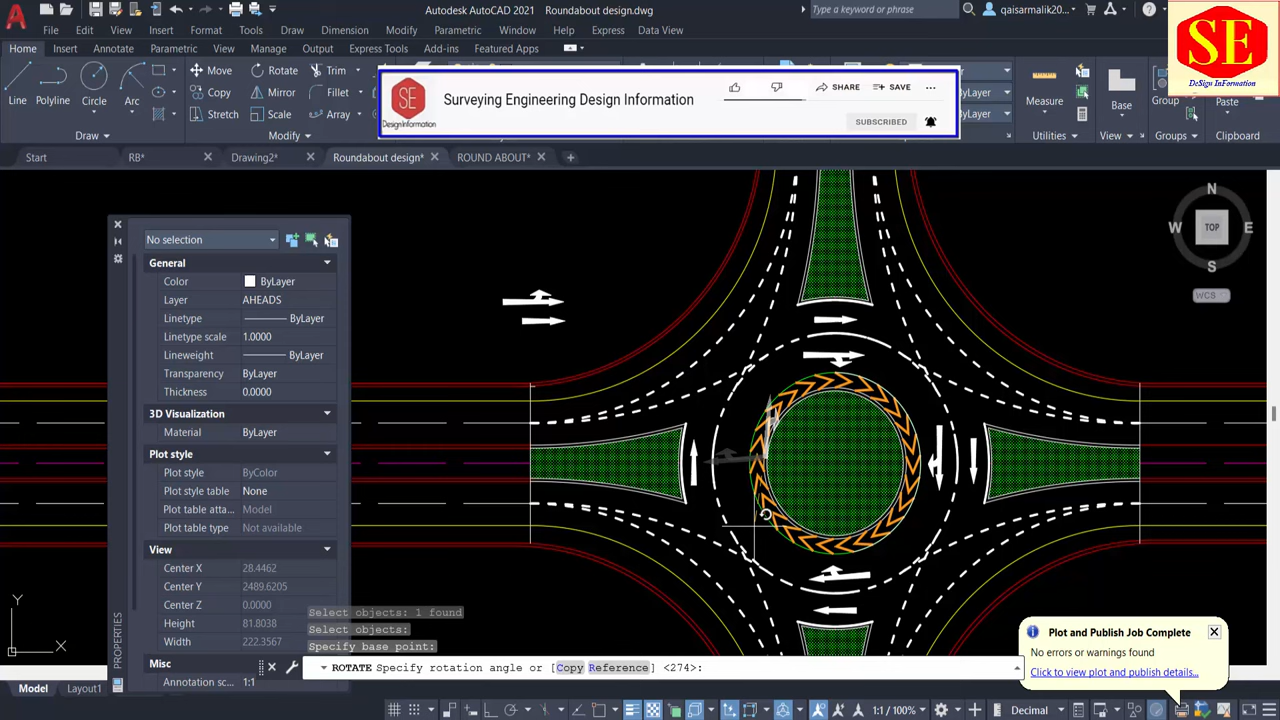 Autodesk AutoCAD 2021 Roundabout design.dwg
Type a keyword or phrase
qaisarmalik20...
File Edit View Insert Format Tools Draw Dimension Modify Parametric Window Help Express Data View
Home Insert Annotate Parametric View Manage Output Express Tools Add-ins Featured Apps
Line Polyline Circle Arc
Move Rotate Trim
Copy Mirror Fillet
Stretch Scale Array
Draw Modify
SE
DesignInformation
Surveying Engineering Design Information
SHARE SAVE
SUBSCRIBED
ByLayer
ByLayer
ByLayer
Measure
Utilities
Base
View
Group
Groups
Paste
Clipboard
SE
DeSign InFormation
Start RB* Drawing2* Roundabout design* ROUND ABOUT*
N
W TOP E
S
WCS
No selection
General
Color ByLayer
Layer AHEADS
Linetype ByLayer
Linetype scale 1.0000
Lineweight ByLayer
Transparency ByLayer
Thickness 0.0000
3D Visualization
Material ByLayer
Plot style
Plot style ByColor
Plot style table None
Plot table atta... Model
Plot table type Not available
View
Center X 28.4462
Center Y 2489.6205
Center Z 0.0000
Height 81.8038
Width 222.3567
Misc
Annotation sc... 1:1
PROPERTIES
Y
X
Select objects: 1 found
Select objects:
Specify base point:
ROTATE Specify rotation angle or [Copy Reference] <274>:
Plot and Publish Job Complete
No errors or warnings found
Click to view plot and publish details...
Model Layout1
1:1 / 100% Decimal